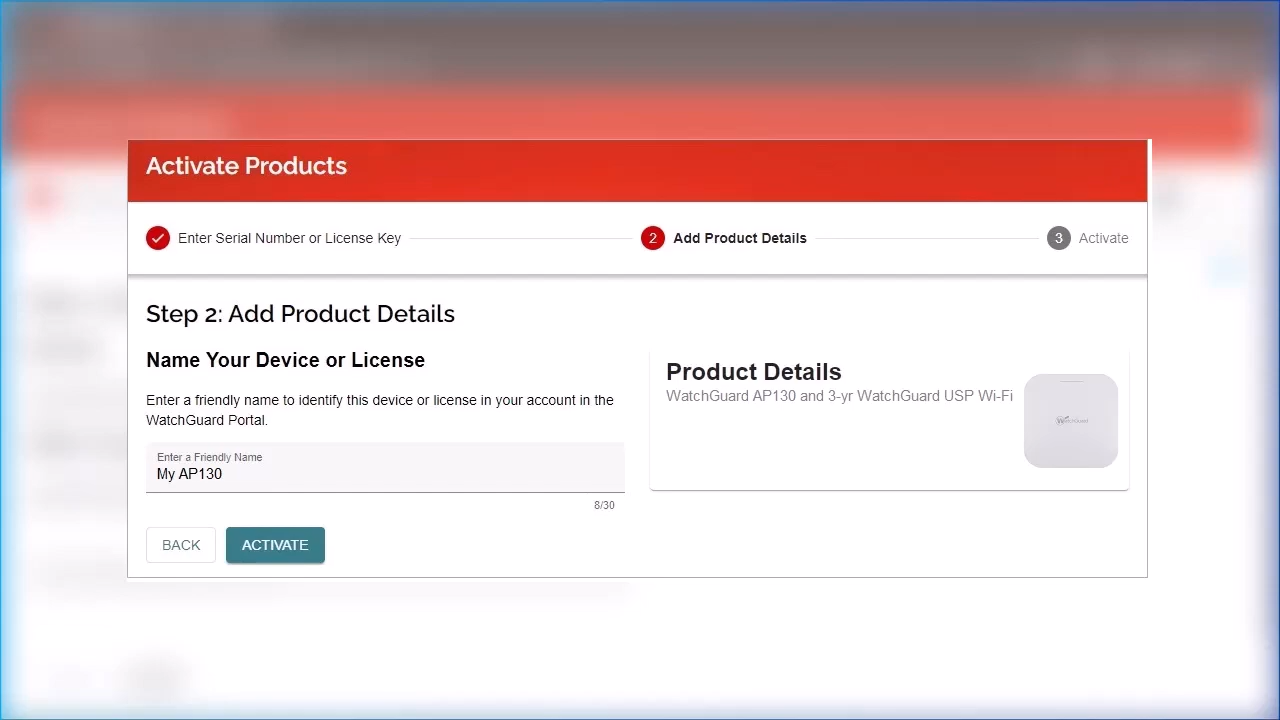 Activate Products
Enter Serial Number or License Key
2 Add Product Details
3 Activate
Step 2: Add Product Details
Name Your Device or License
Enter a friendly name to identify this device or license in your account in the
WatchGuard Portal.
Enter a Friendly Name
My AP130
8/30
BACK ACTIVATE
Product Details
WatchGuard AP130 and 3-yr WatchGuard USP Wi-Fi
WatchGuard